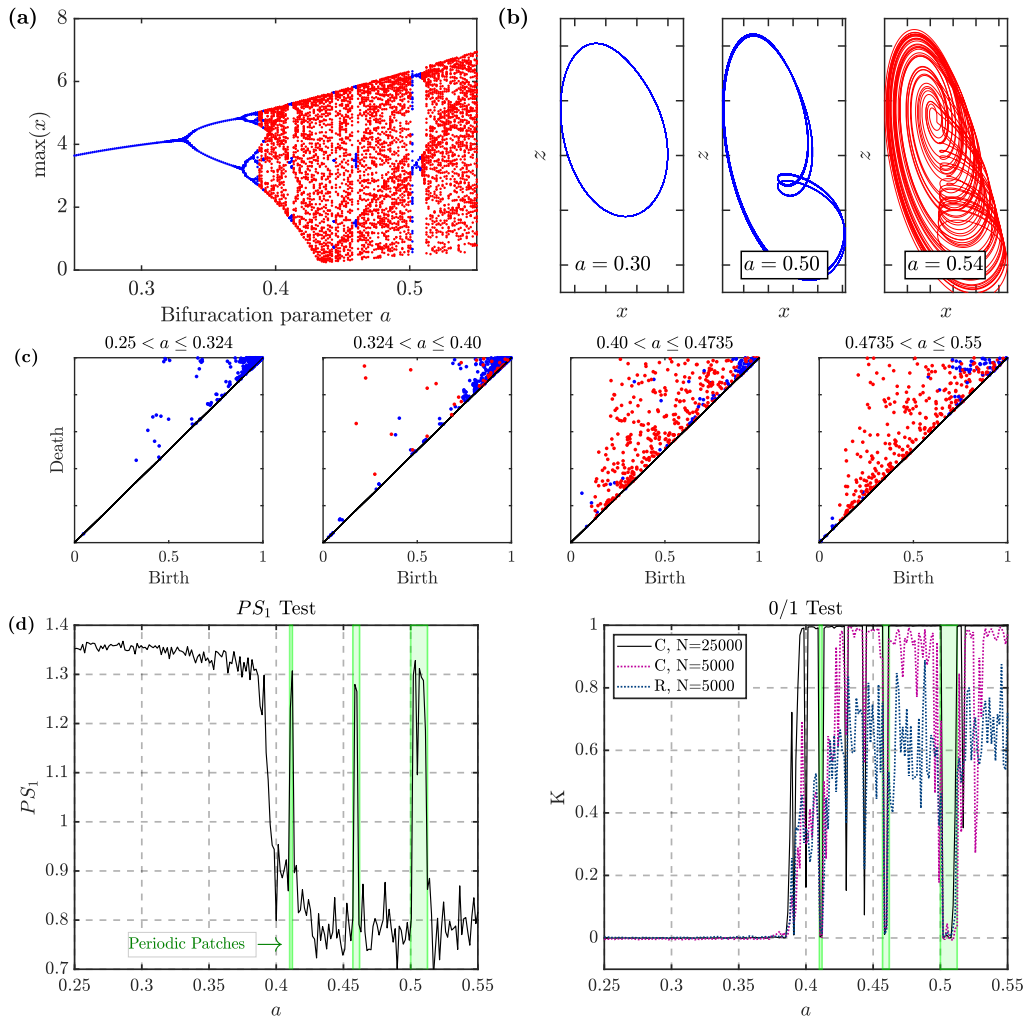 (a)
8
6
4
2
0
max(x)
0.3
0.4
0.5
Bifuracation parameter a
(b)
z
z
z
a = 0.30
a = 0.50
a = 0.54
x
x
x
(c)
0.25 < a ≤ 0.324
0.324 < a ≤ 0.40
0.40 < a ≤ 0.4735
0.4735 < a ≤ 0.55
Death
0 0.5 1
0 0.5 1
0 0.5 1
0 0.5 1
Birth
Birth
Birth
Birth
(d)
PS₁ Test
1.4
1.3
1.2
1.1
1
0.9
0.8
0.7
PS₁
Periodic Patches
0.25 0.3 0.35 0.4 0.45 0.5 0.55
a
0/1 Test
1
0.8
0.6
0.4
0.2
0
K
C, N=25000
C, N=5000
R, N=5000
0.25 0.3 0.35 0.4 0.45 0.5 0.55
a